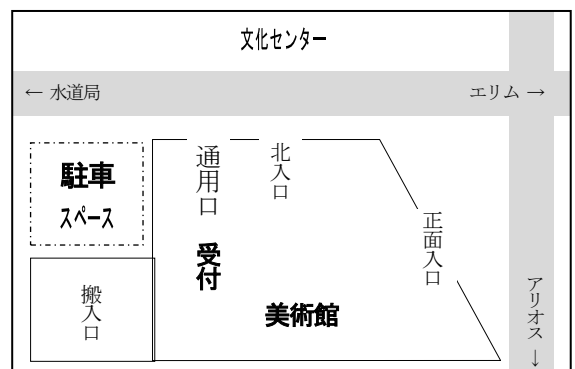 文化センター
← 水道局
エリム →
駐車
スペース
通用口
北入口
受付
正面入口
搬入口
美術館
アリオス →